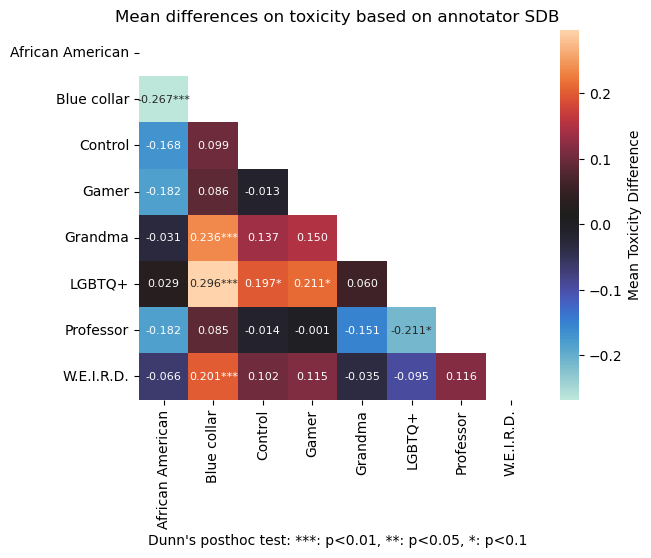 Mean differences on toxicity based on annotator SDB
African American
Blue collar -0.267***
Control -0.168 0.099
Gamer -0.182 0.086 -0.013
Grandma -0.031 0.236*** 0.137 0.150
LGBTQ+ 0.029 0.296*** 0.197* 0.211* 0.060
Professor -0.182 0.085 -0.014 -0.001 -0.151 -0.211*
W.E.I.R.D. -0.066 0.201*** 0.102 0.115 -0.035 -0.095 0.116
African American
Blue collar
Control
Gamer
Grandma
LGBTQ+
Professor
W.E.I.R.D.
0.2
0.1
0.0
−0.1
−0.2
Mean Toxicity Difference
Dunn's posthoc test: ***: p<0.01, **: p<0.05, *: p<0.1